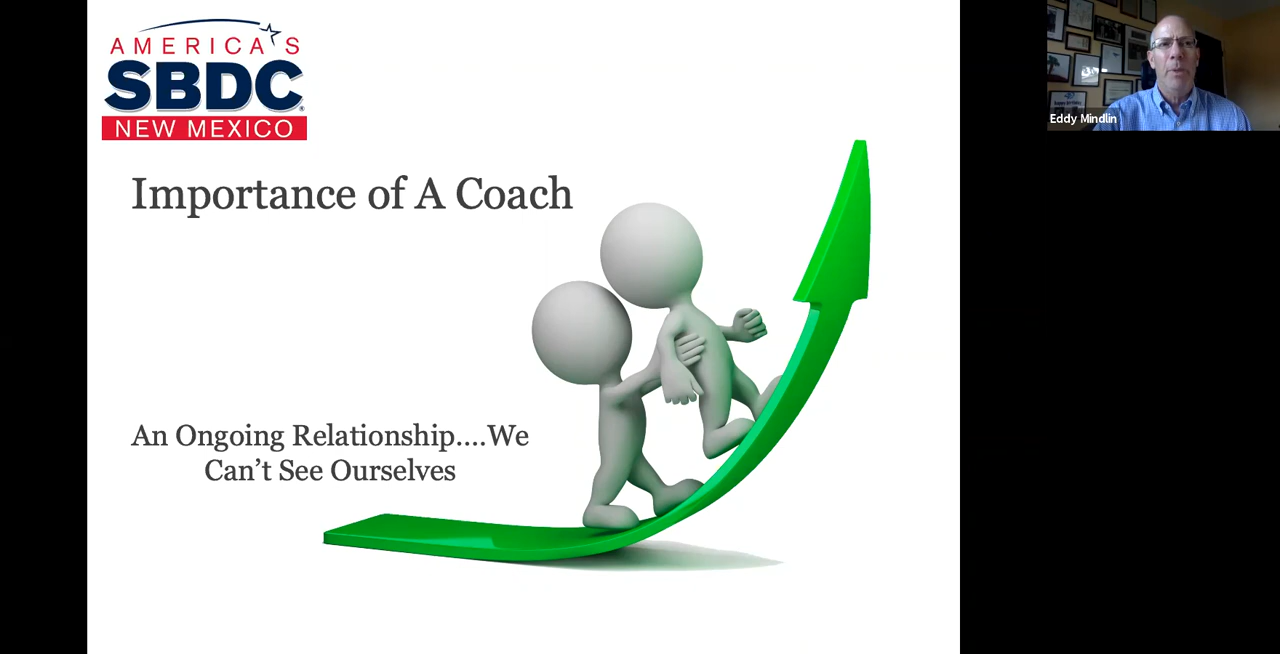 AMERICA'S
SBDC®
NEW MEXICO
Importance of A Coach
An Ongoing Relationship....We
Can't See Ourselves
Eddy Mindlin